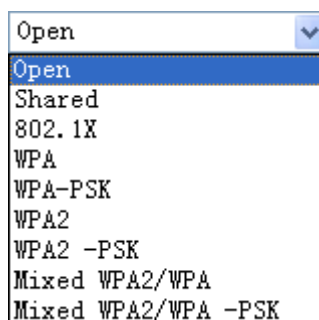 Open
Open
Shared
802.1X
WPA
WPA-PSK
WPA2
WPA2 -PSK
Mixed WPA2/WPA
Mixed WPA2/WPA -PSK